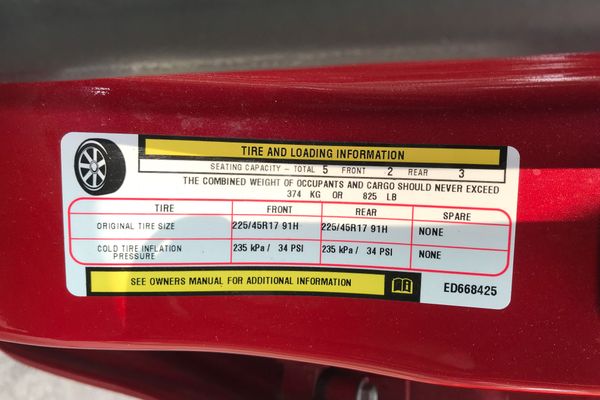 TIRE AND LOADING INFORMATION
SEATING CAPACITY – TOTAL 5 FRONT 2 REAR 3
THE COMBINED WEIGHT OF OCCUPANTS AND CARGO SHOULD NEVER EXCEED
374 KG OR 825 LB
TIRE FRONT REAR SPARE
ORIGINAL TIRE SIZE 225/45R17 91H 225/45R17 91H NONE
COLD TIRE INFLATION PRESSURE 235 kPa / 34 PSI 235 kPa / 34 PSI NONE
SEE OWNERS MANUAL FOR ADDITIONAL INFORMATION
ED668425